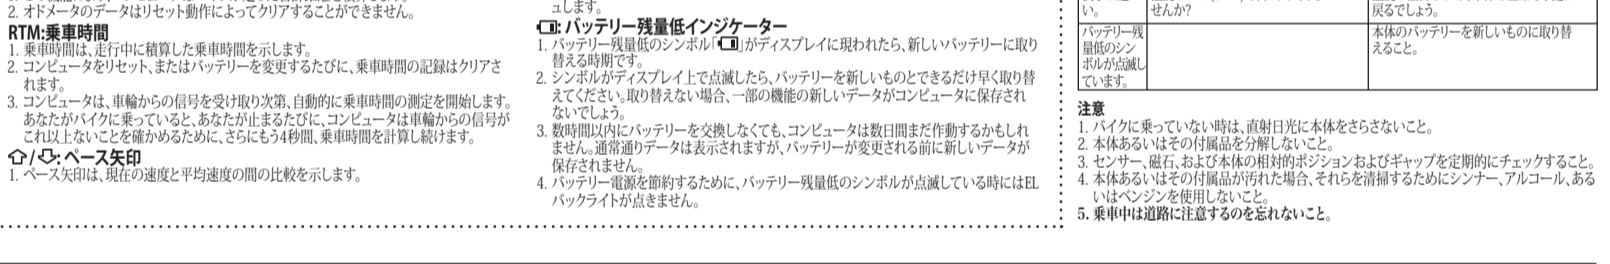 2. オドメータのデータはリセット動作によってクリアすることができません。
RTM:乗車時間
1. 乗車時間は、走行中に積算した乗車時間を示します。
2. コンピュータをリセット、またはバッテリーを変更するたびに、乗車時間の記録はクリアさ
れます。
3. コンピュータは、車輪からの信号を受け取り次第、自動的に乗車時間の測定を開始します。
あなたがバイクに乗っていると、あなたが止まるたびに、コンピュータは車輪からの信号が
これ以上ないことを確かめるために、さらにもう4秒間、乗車時間を計算し続けます。
/ : ペース矢印
1. ペース矢印は、現在の速度と平均速度の間の比較を示します。
ュします。
: バッテリー残量低インジケーター
1. バッテリー残量低のシンボル「 」がディスプレイに現われたら、新しいバッテリーに取り
替える時期です。
2. シンボルがディスプレイ上で点滅したら、バッテリーを新しいものとできるだけ早く取り替
えてください。取り替えない場合、一部の機能の新しいデータがコンピュータに保存され
ないでしょう。
3. 数時間以内にバッテリーを交換しなくても、コンピュータは数日間まだ作動するかもしれ
ません。通常通りデータは表示されますが、バッテリーが変更される前に新しいデータが
保存されません。
4. バッテリー電源を節約するために、バッテリー残量低のシンボルが点滅している時にはEL
バックライトが点きません。
い。
せんか?
戻るでしょう。
バッテリー残
量低のシン
ボルが点滅し
ています。
本体のバッテリーを新しいものに取り替
えること。
注意
1. バイクに乗っていない時は、直射日光に本体をさらさないこと。
2. 本体あるいはその付属品を分解しないこと。
3. センサー、磁石、および本体の相対的ポジションおよびギャップを定期的にチェックすること。
4. 本体あるいはその付属品が汚れた場合、それらを清掃するためにシンナー、アルコール、ある
いはベンジンを使用しないこと。
5. 乗車中は道路に注意するのを忘れないこと。